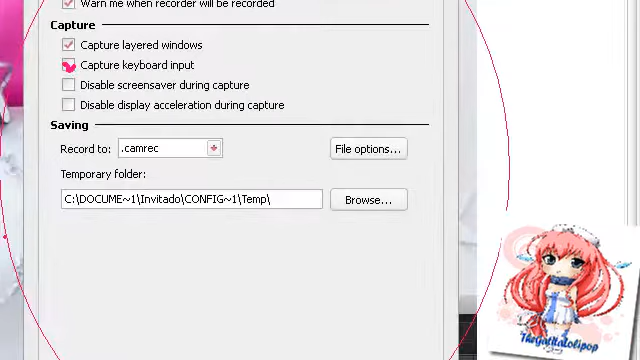 Warn me when recorder will be recorded
Capture
Capture layered windows
Capture keyboard input
Disable screensaver during capture
Disable display acceleration during capture
Saving
Record to: .camrec File options...
Temporary folder:
C:\DOCUME~1\Invitado\CONFIG~1\Temp\ Browse...
TheGatitaLolipop